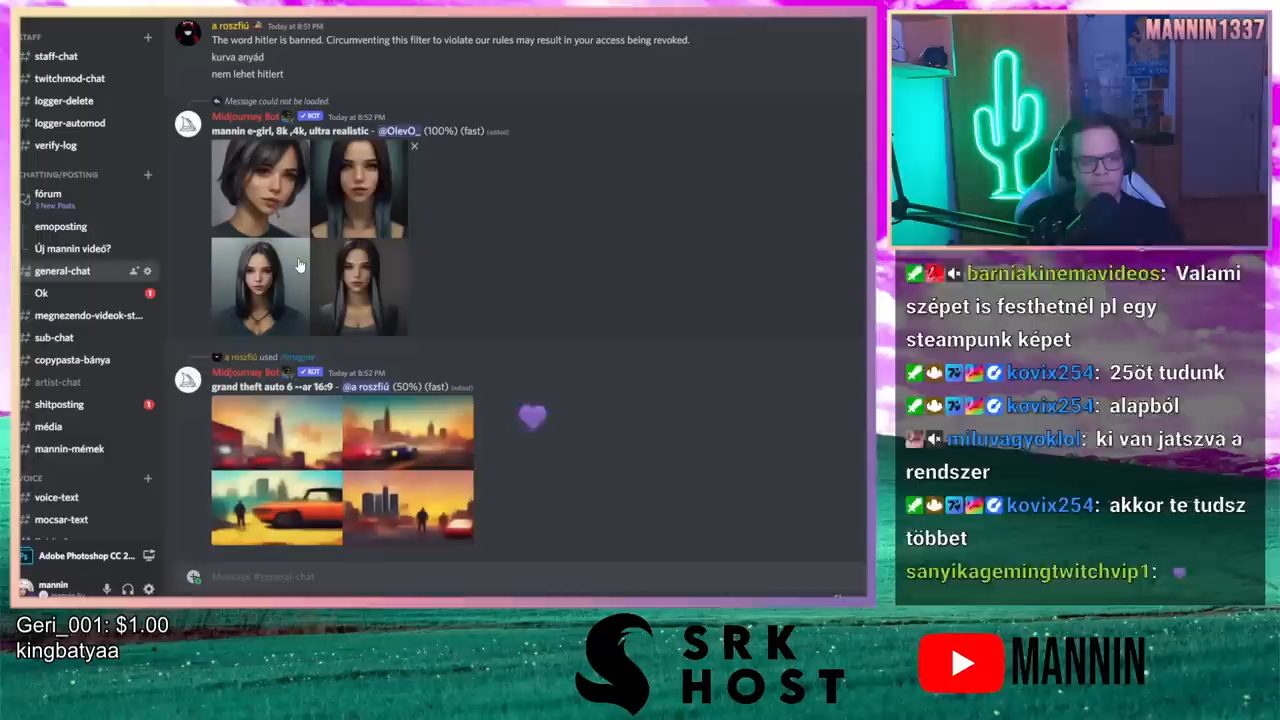 STAFF
staff-chat
twitchmod-chat
logger-delete
logger-automod
verify-log
CHATTING/POSTING
fórum
3 New Posts
emoposting
Új mannin videó?
general-chat
Ok
1
megnezendo-videok-st...
sub-chat
copypasta-bánya
artist-chat
shitposting
1
média
mannin-mémek
VOICE
voice-text
mocsar-text
Ps
Adobe Photoshop CC 2...
mannin
a roszfiú Today at 8:51 PM
The word hitler is banned. Circumventing this filter to violate our rules may result in your access being revoked.
kurva anyád
nem lehet hitlert
Message could not be loaded.
Midjourney Bot ✓ BOT Today at 8:52 PM
mannin e-girl, 8k ,4k, ultra realistic - @OlevO_ (100%) (fast) (edited)
a roszfiú used /imagine
Midjourney Bot ✓ BOT Today at 8:52 PM
grand theft auto 6 --ar 16:9 - @a roszfiú (50%) (fast) (edited)
Message #general-chat
MANNIN1337
barniakinemavideos: Valami
szépet is festhetnél pl egy
steampunk képet
kovix254: 25öt tudunk
kovix254: alapból
miluvagyoklol: ki van jatszva a
rendszer
kovix254: akkor te tudsz
többet
sanyikagemingtwitchvip1:
Geri_001: $1.00
kingbatyaa
SRK
HOST
MANNIN